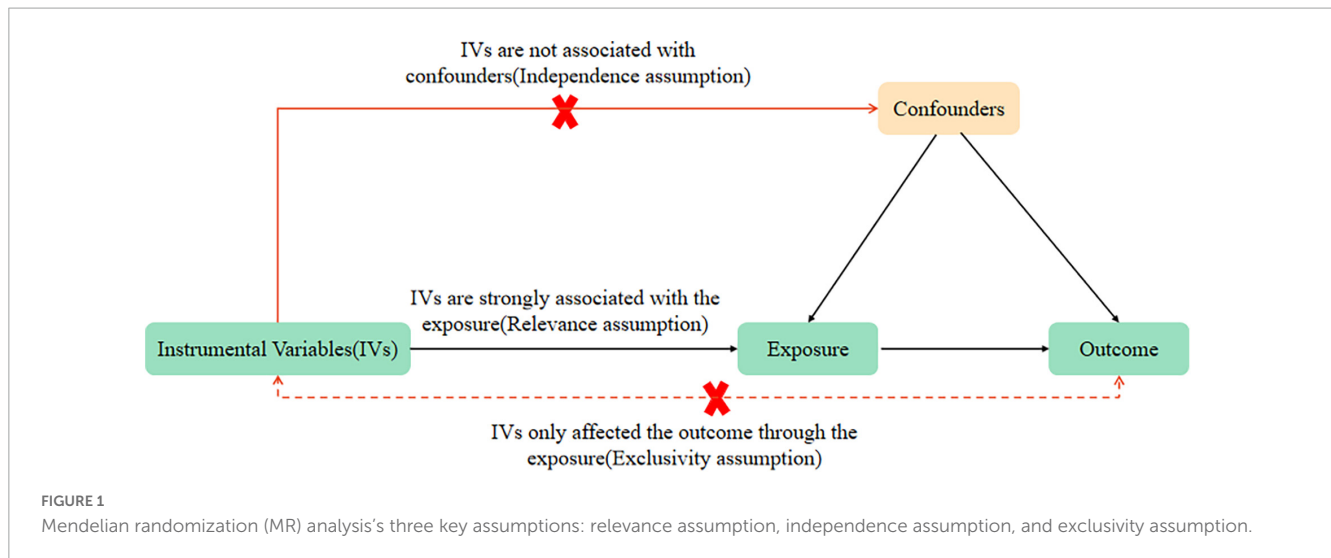 IVs are not associated with
confounders(Independence assumption)
Confounders
IVs are strongly associated with the
exposure(Relevance assumption)
Instrumental Variables(IVs)
Exposure
Outcome
IVs only affected the outcome through the
exposure(Exclusivity assumption)
FIGURE 1
Mendelian randomization (MR) analysis's three key assumptions: relevance assumption, independence assumption, and exclusivity assumption.